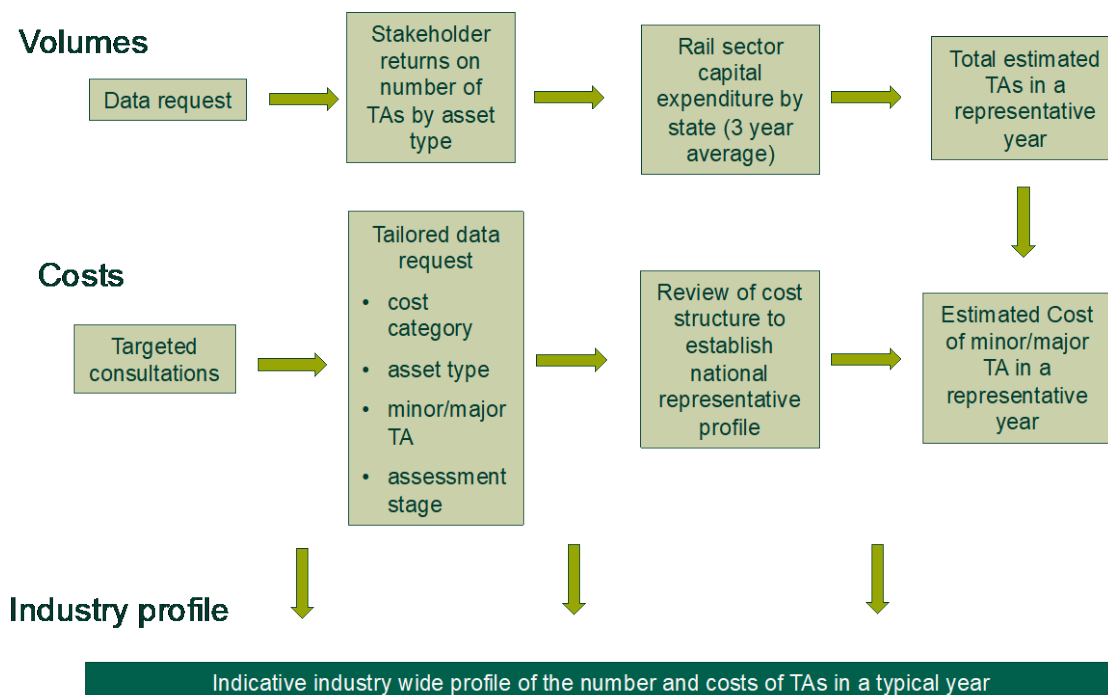 Volumes
Data request
Stakeholder
returns on
number of
TAs by asset
type
Rail sector
capital
expenditure by
state (3 year
average)
Total estimated
TAs in a
representative
year
Costs
Targeted
consultations
Tailored data
request
• cost
category
• asset type
• minor/major
TA
• assessment
stage
Review of cost
structure to
establish
national
representative
profile
Estimated Cost
of minor/major
TA in a
representative
year
Industry profile
Indicative industry wide profile of the number and costs of TAs in a typical year